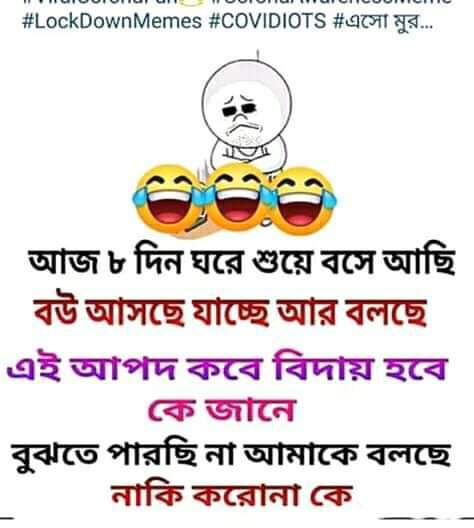 #LockDownMemes #COVIDIOTS #এসো মুর...
আজ ৮ দিন ঘরে শুয়ে বসে আছি
বউ আসছে যাচ্ছে আর বলছে
এই আপদ কবে বিদায় হবে
কে জানে
বুঝতে পারছি না আমাকে বলছে
নাকি করোনা কে